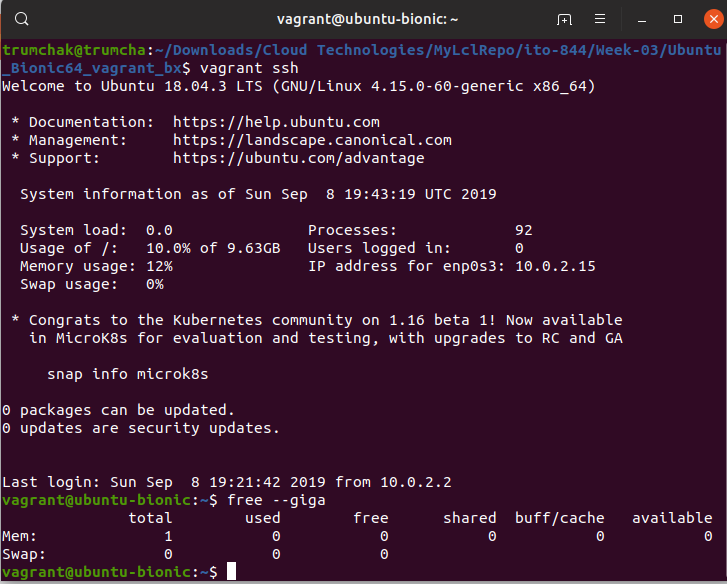 vagrant@ubuntu-bionic: ~
trumchak@trumcha:~/Downloads/Cloud Technologies/MyLclRepo/ito-844/Week-03/Ubuntu
_Bionic64_vagrant_bx$ vagrant ssh
Welcome to Ubuntu 18.04.3 LTS (GNU/Linux 4.15.0-60-generic x86_64)

 * Documentation:  https://help.ubuntu.com
 * Management:     https://landscape.canonical.com
 * Support:        https://ubuntu.com/advantage

  System information as of Sun Sep  8 19:43:19 UTC 2019

  System load:  0.0               Processes:             92
  Usage of /:   10.0% of 9.63GB   Users logged in:       0
  Memory usage: 12%               IP address for enp0s3: 10.0.2.15
  Swap usage:   0%

 * Congrats to the Kubernetes community on 1.16 beta 1! Now available
   in MicroK8s for evaluation and testing, with upgrades to RC and GA

     snap info microk8s

0 packages can be updated.
0 updates are security updates.

Last login: Sun Sep  8 19:21:42 2019 from 10.0.2.2
vagrant@ubuntu-bionic:~$ free --giga
              total        used        free      shared  buff/cache   available
Mem:              1           0           0           0           0           0
Swap:             0           0           0
vagrant@ubuntu-bionic:~$